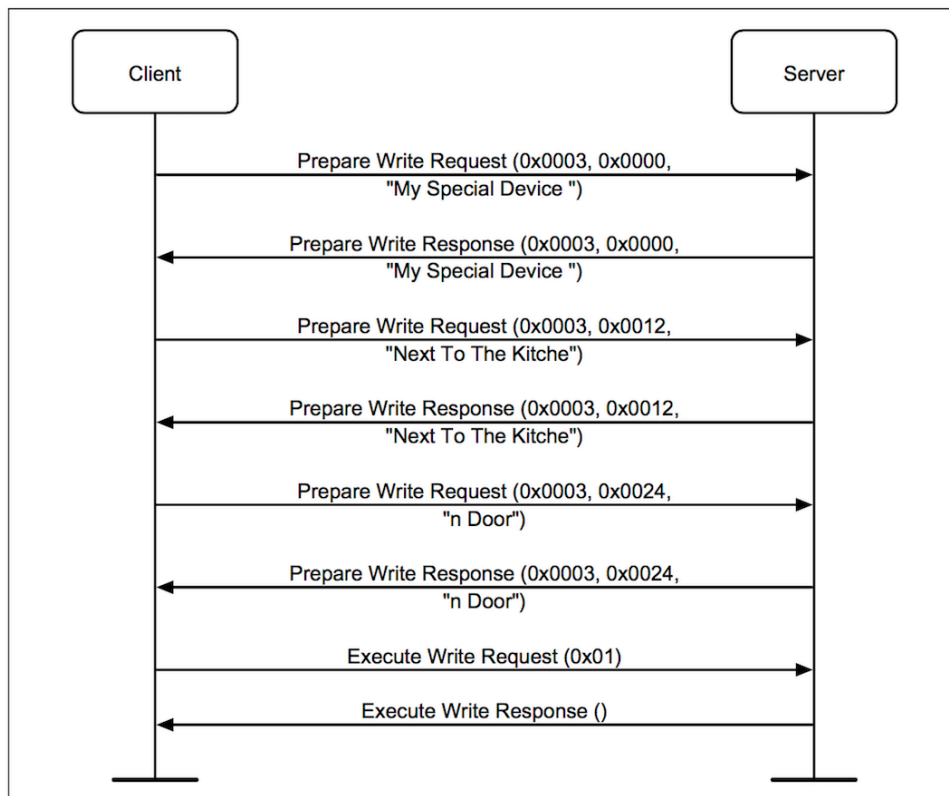 Client
Server
Prepare Write Request (0x0003, 0x0000,
"My Special Device ")
Prepare Write Response (0x0003, 0x0000,
"My Special Device ")
Prepare Write Request (0x0003, 0x0012,
"Next To The Kitche")
Prepare Write Response (0x0003, 0x0012,
"Next To The Kitche")
Prepare Write Request (0x0003, 0x0024,
"n Door")
Prepare Write Response (0x0003, 0x0024,
"n Door")
Execute Write Request (0x01)
Execute Write Response ()